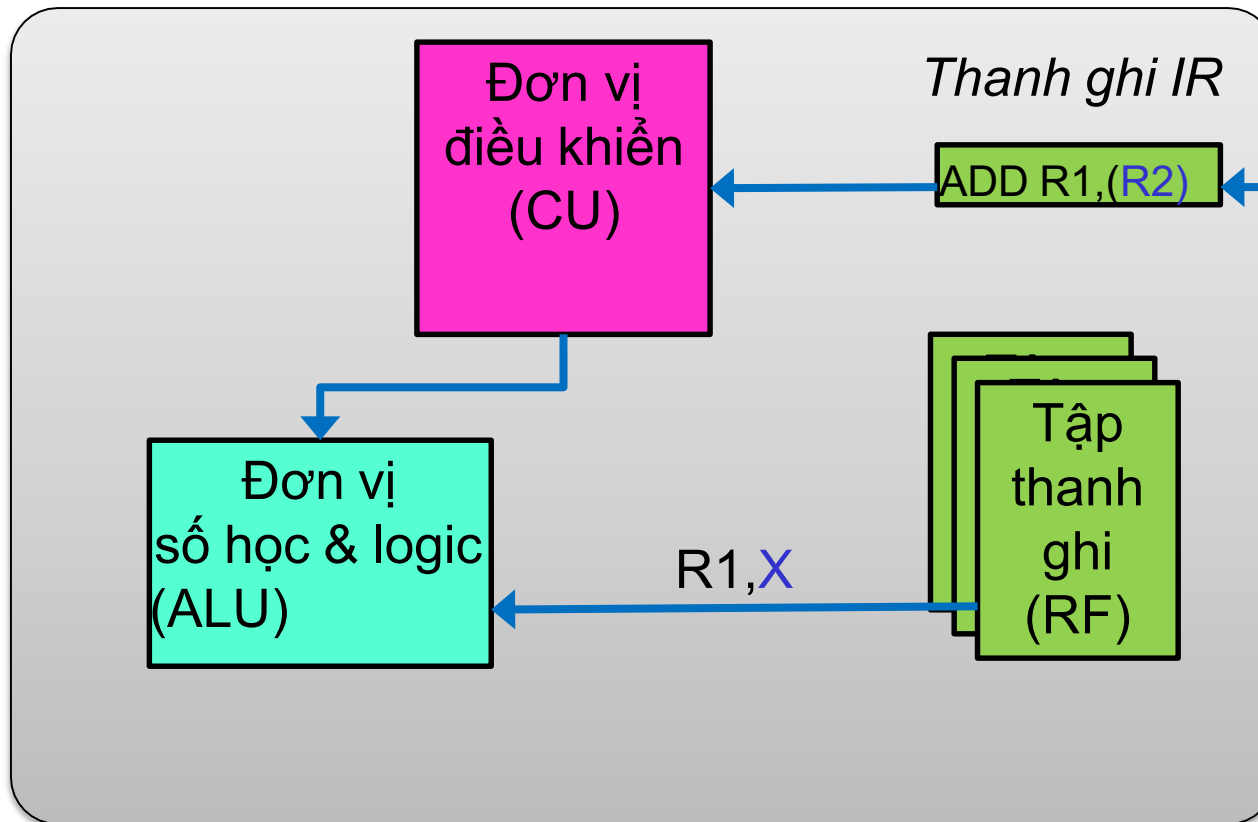 Đơn vị
điều khiển
(CU)
Thanh ghi IR
ADD R1,(R2)
Đơn vị
số học & logic
(ALU)
R1,X
Tập
thanh
ghi
(RF)